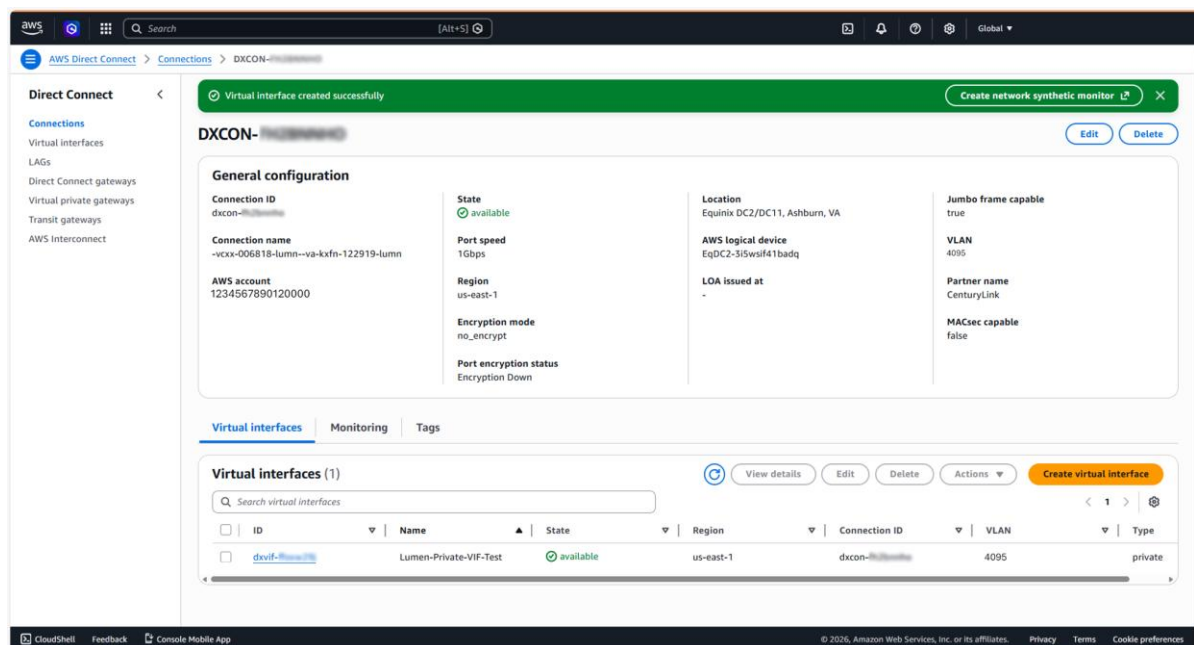 aws
Search [Alt+S]
Global
AWS Direct Connect > Connections > DXCON-
Direct Connect
Connections
Virtual interfaces
LAGs
Direct Connect gateways
Virtual private gateways
Transit gateways
AWS Interconnect
Virtual interface created successfully
Create network synthetic monitor
DXCON-
Edit
Delete
General configuration
Connection ID
dxcon-
Connection name
-vcxx-006818-lumn--va-kxfn-122919-lumn
AWS account
1234567890120000
State
available
Port speed
1Gbps
Region
us-east-1
Encryption mode
no_encrypt
Port encryption status
Encryption Down
Location
Equinix DC2/DC11, Ashburn, VA
AWS logical device
EqDC2-3i5wsif41badq
LOA issued at
-
Jumbo frame capable
true
VLAN
4095
Partner name
CenturyLink
MACsec capable
false
Virtual interfaces Monitoring Tags
Virtual interfaces (1)
View details Edit Delete Actions Create virtual interface
Search virtual interfaces
1
ID Name State Region Connection ID VLAN Type
dxvif- Lumen-Private-VIF-Test available us-east-1 dxcon- 4095 private
CloudShell Feedback Console Mobile App © 2026, Amazon Web Services, Inc. or its affiliates. Privacy Terms Cookie preferences